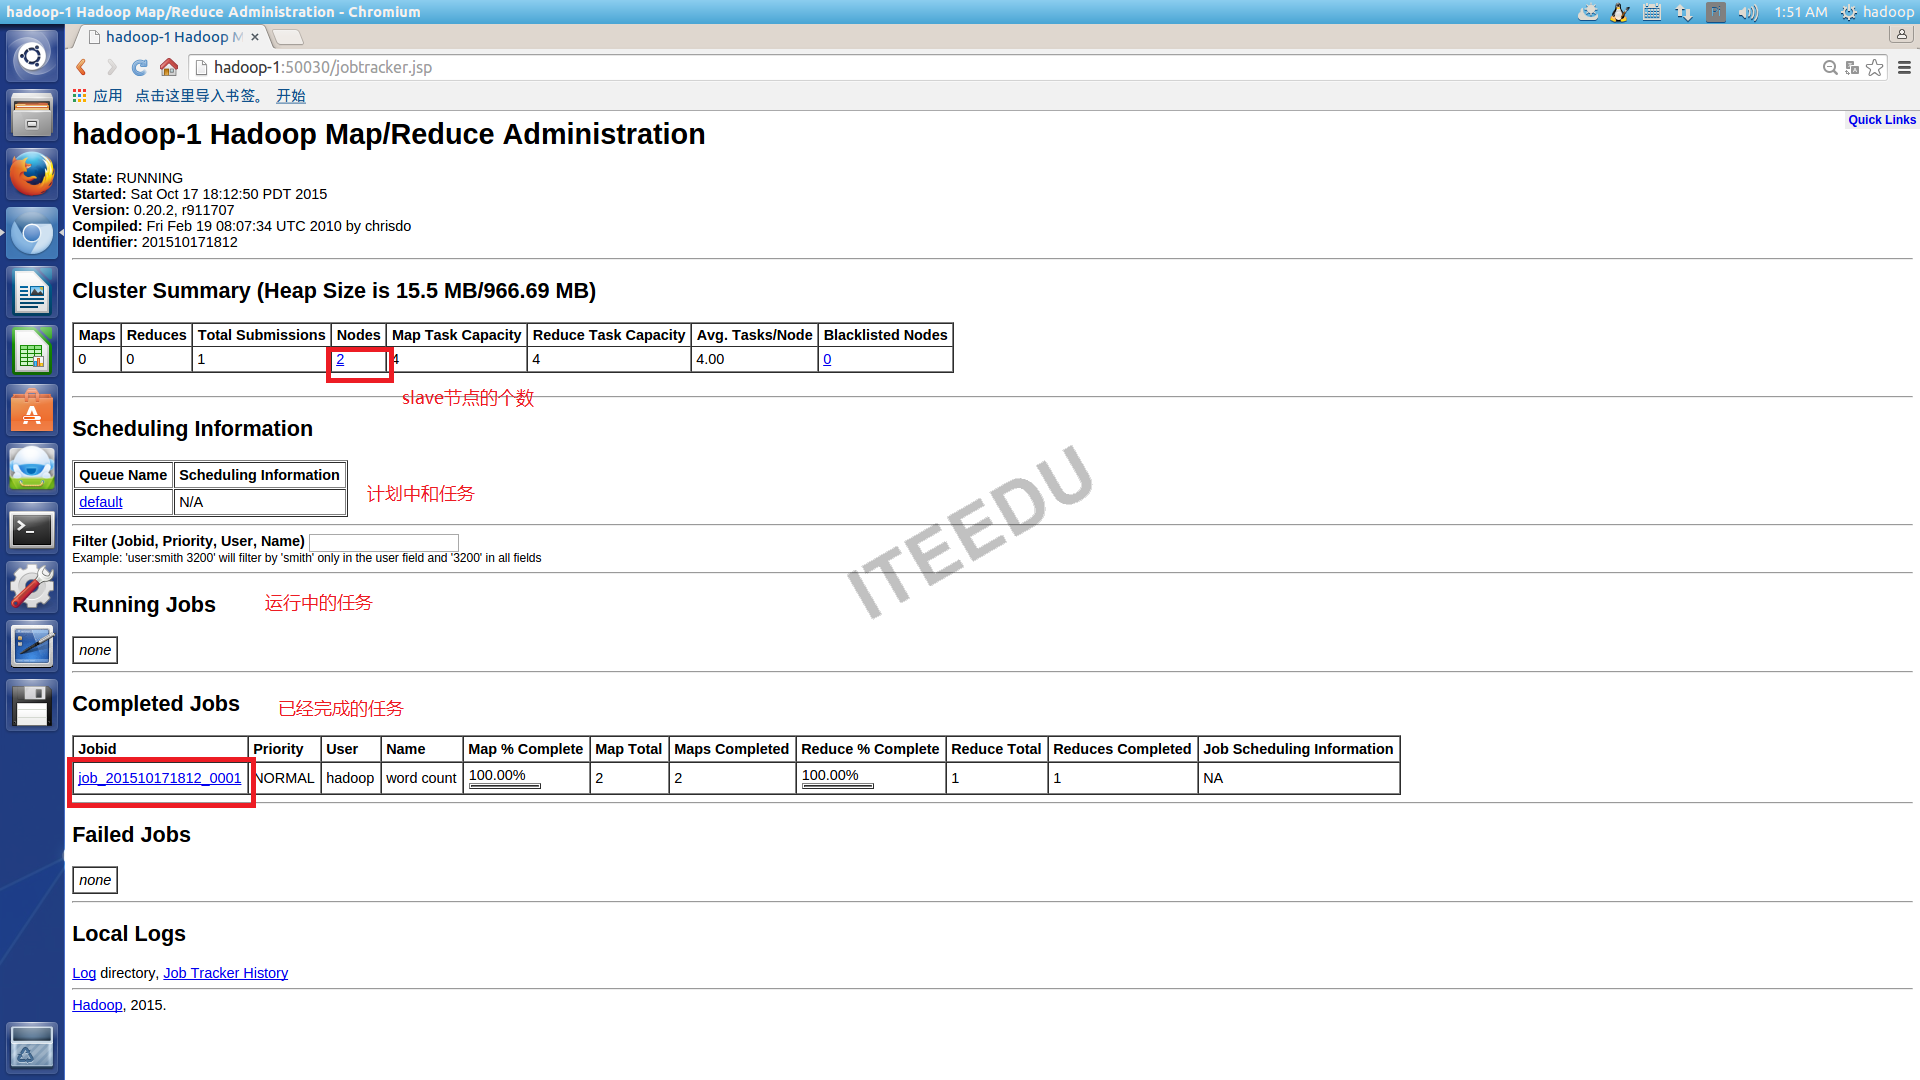 hadoop-1 Hadoop Map/Reduce Administration - Chromium
1:51 AM hadoop
hadoop-1 Hadoop M
hadoop-1:50030/jobtracker.jsp
应用 点击这里导入书签。 开始
Quick Links
hadoop-1 Hadoop Map/Reduce Administration
State: RUNNING
Started: Sat Oct 17 18:12:50 PDT 2015
Version: 0.20.2, r911707
Compiled: Fri Feb 19 08:07:34 UTC 2010 by chrisdo
Identifier: 201510171812
Cluster Summary (Heap Size is 15.5 MB/966.69 MB)
Maps Reduces Total Submissions Nodes Map Task Capacity Reduce Task Capacity Avg. Tasks/Node Blacklisted Nodes
0 0 1 2 4 4 4.00 0
slave节点的个数
Scheduling Information
Queue Name Scheduling Information
default N/A
计划中和任务
Filter (Jobid, Priority, User, Name)
Example: 'user:smith 3200' will filter by 'smith' only in the user field and '3200' in all fields
ITEEDU
Running Jobs 运行中的任务
none
Completed Jobs 已经完成的任务
Jobid Priority User Name Map % Complete Map Total Maps Completed Reduce % Complete Reduce Total Reduces Completed Job Scheduling Information
job_201510171812_0001 NORMAL hadoop word count 100.00% 2 2 100.00% 1 1 NA
Failed Jobs
none
Local Logs
Log directory, Job Tracker History
Hadoop, 2015.